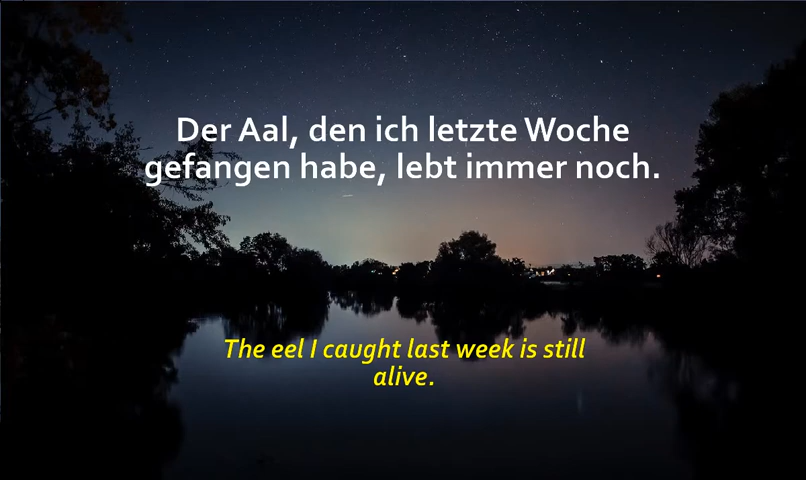 Der Aal, den ich letzte Woche
gefangen habe, lebt immer noch.
The eel I caught last week is still
alive.